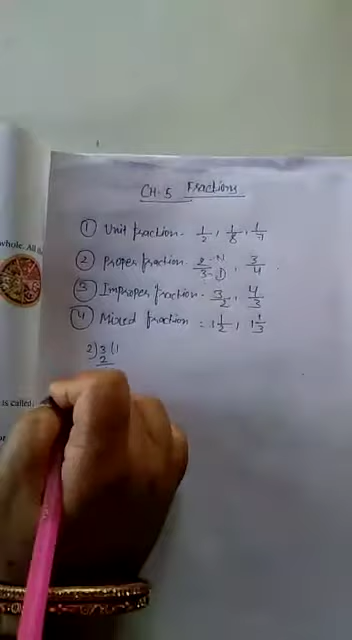 CH-5 Fractions
whole. All
① Unit fraction - 1/2, 1/8, 1/7
② Proper fraction - 2/3 -N -D, 3/4
③ Improper fraction - 3/2, 4/3
④ Mixed fraction = 1 1/2, 1 1/3
2)3(1
2
is called